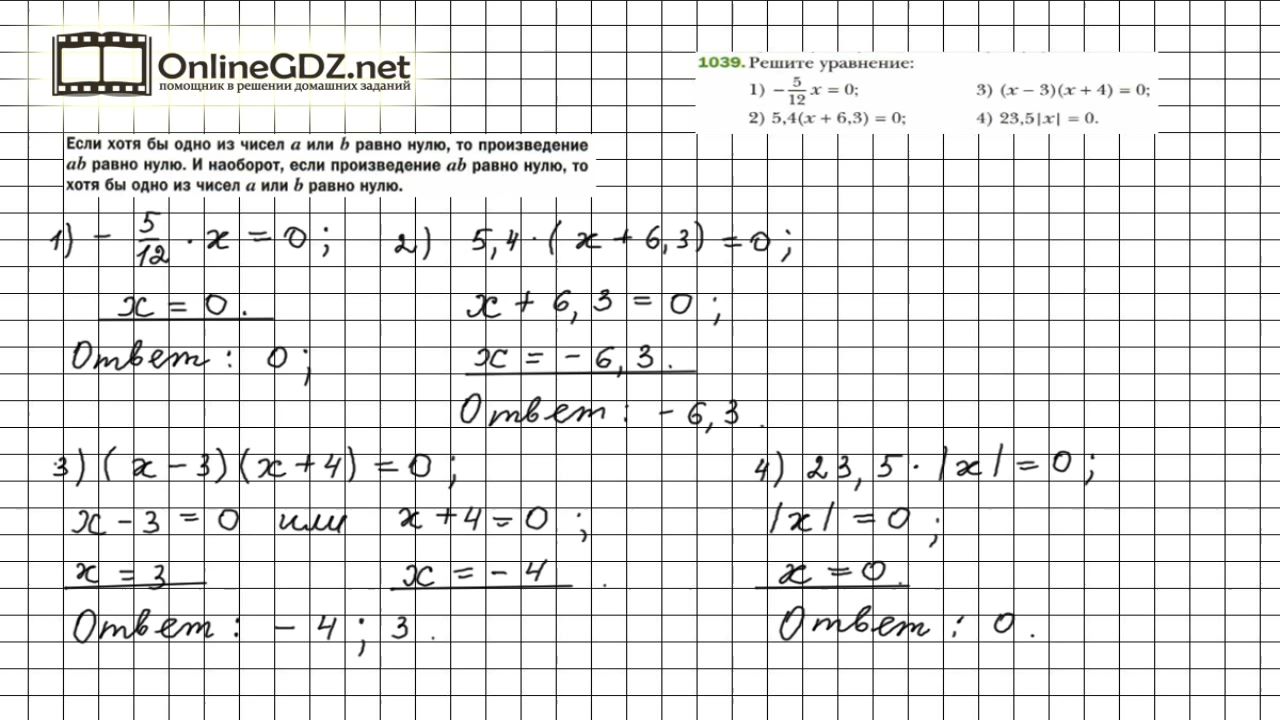 OnlineGDZ.net
помощник в решении домашних заданий
1039. Решите уравнение:
1) −5/12 x = 0; 3) (x − 3)(x + 4) = 0;
2) 5,4(x + 6,3) = 0; 4) 23,5|x| = 0.
Если хотя бы одно из чисел a или b равно нулю, то произведение
ab равно нулю. И наоборот, если произведение ab равно нулю, то
хотя бы одно из чисел a или b равно нулю.
1) − 5/12 · x = 0 ; 2) 5,4 · ( x + 6,3) = 0 ;
x = 0. x + 6,3 = 0 ;
Ответ : 0 ; x = − 6,3.
Ответ : − 6,3 .
3) ( x − 3) (x + 4) = 0 ; 4) 23,5 · |x| = 0 ;
x − 3 = 0 или x + 4 = 0 ; |x| = 0 ;
x = 3 x = − 4 . x = 0.
Ответ : − 4 ; 3 . Ответ : 0 .